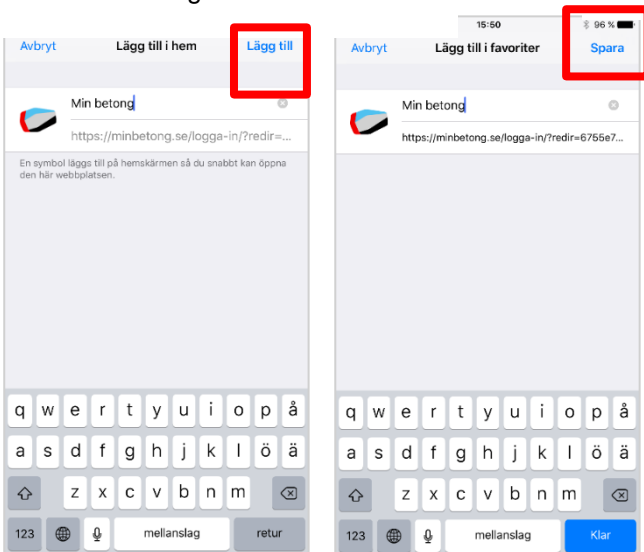 Avbryt Lägg till i hem Lägg till
Min betong
https://minbetong.se/logga-in/?redir=...
En symbol läggs till på hemskärmen så du snabbt kan öppna
den här webbplatsen.
q w e r t y u i o p å
a s d f g h j k l ö ä
z x c v b n m
123 mellanslag retur
15:50 96 %
Avbryt Lägg till i favoriter Spara
Min betong
https://minbetong.se/logga-in/?redir=6755e7...
q w e r t y u i o p å
a s d f g h j k l ö ä
z x c v b n m
123 mellanslag Klar